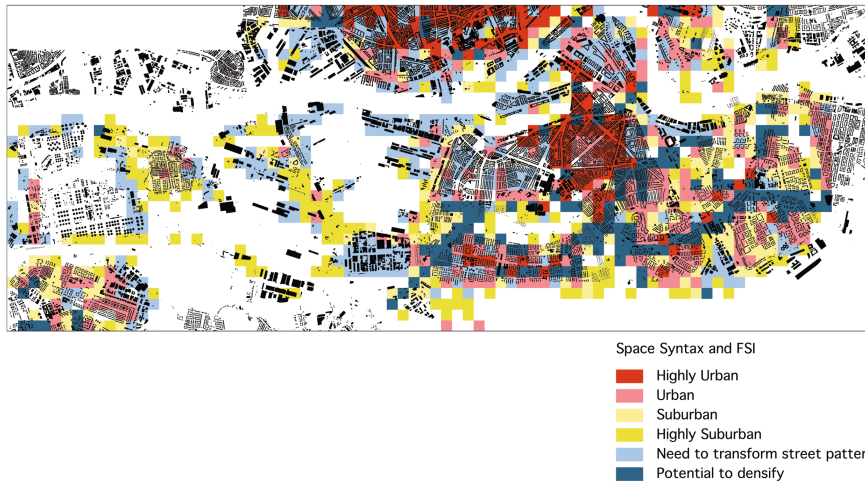 Space Syntax and FSI
Highly Urban
Urban
Suburban
Highly Suburban
Need to transform street patter
Potential to densify